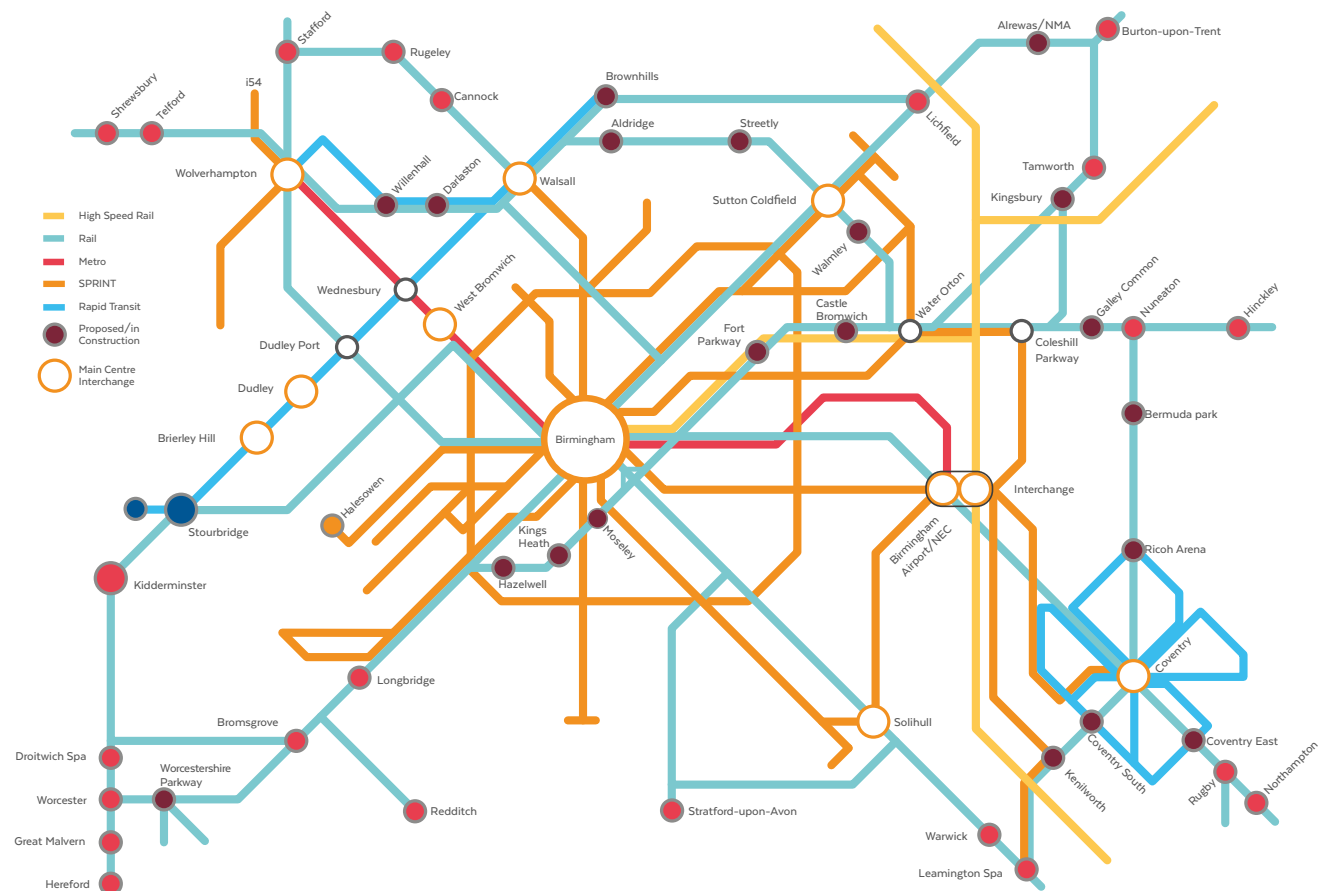 Stafford
Rugeley
Alrewas/NMA
Burton-upon-Trent
i54
Brownhills
Cannock
Shrewsbury
Telford
Aldridge
Streetly
Lichfield
Wolverhampton
Willenhall
Darlaston
Walsall
Tamworth
Kingsbury
Sutton Coldfield
High Speed Rail
Rail
Metro
SPRINT
Rapid Transit
Proposed/in
Construction
Main Centre
Interchange
Walmley
Wednesbury
West Bromwich
Castle
Bromwich
Water Orton
Galley Common
Nuneaton
Hinckley
Fort
Parkway
Coleshill
Parkway
Dudley Port
Dudley
Bermuda park
Brierley Hill
Birmingham
Interchange
Halesowen
Stourbridge
Kings
Heath
Moseley
Birmingham
Airport/NEC
Ricoh Arena
Kidderminster
Hazelwell
Coventry
Longbridge
Bromsgrove
Solihull
Coventry South
Coventry East
Droitwich Spa
Worcestershire
Parkway
Kenilworth
Rugby
Northampton
Worcester
Redditch
Stratford-upon-Avon
Great Malvern
Warwick
Leamington Spa
Hereford